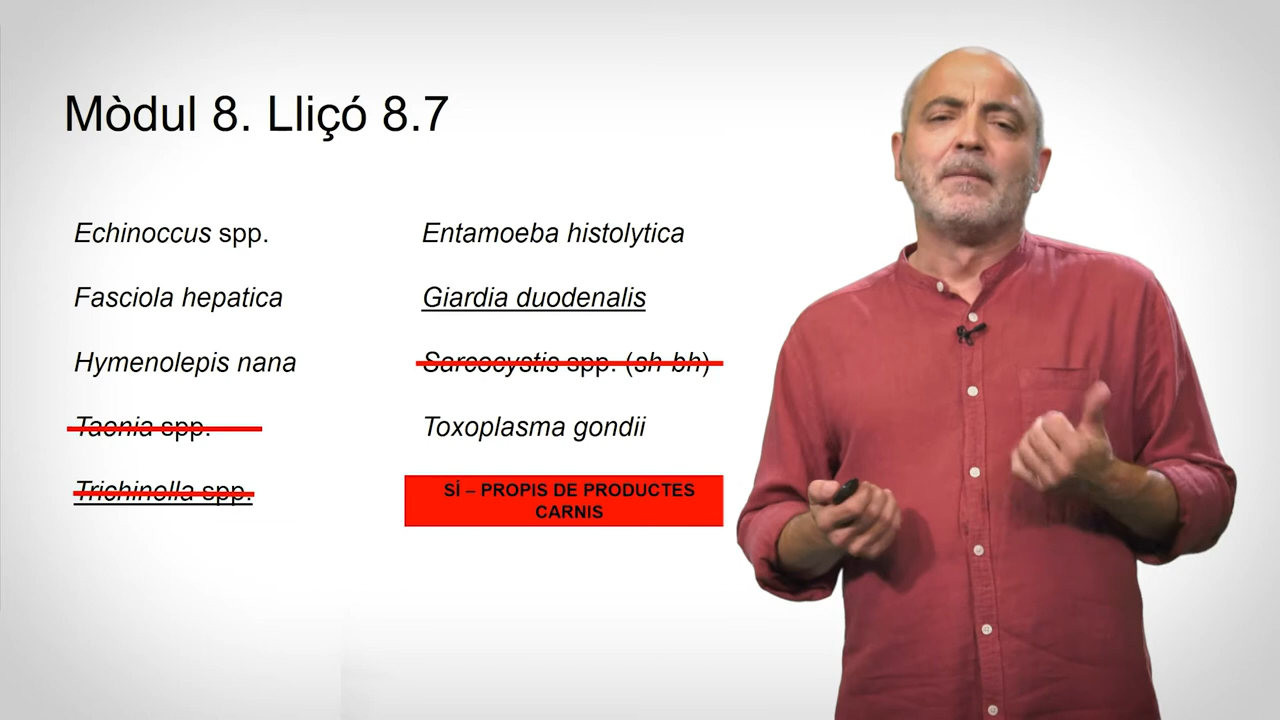 Mòdul 8. Lliçó 8.7
Echinoccus spp.
Fasciola hepatica
Hymenolepis nana
Taenia spp.
Trichinella spp.
Entamoeba histolytica
Giardia duodenalis
Sarcocystis spp. (sh-bh)
Toxoplasma gondii
SÍ – PROPIS DE PRODUCTES
CARNIS